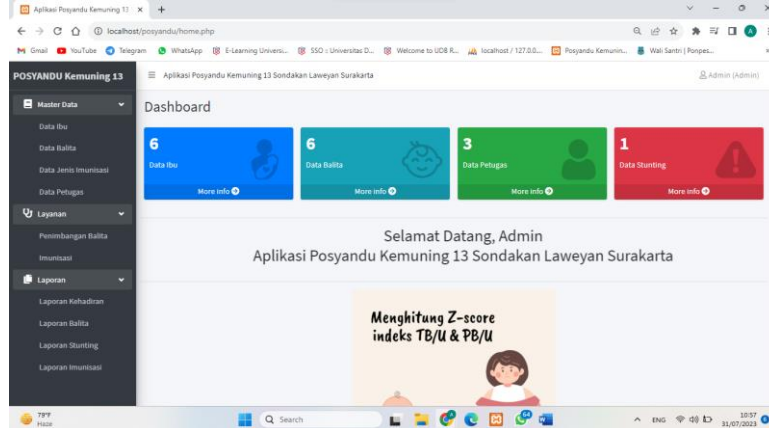 Aplikasi Posyandu Kemuning 13
localhost/posyandu/home.php
Gmail YouTube Telegram WhatsApp E-Learning Univers... SSO :: Universitas D... Welcome to UDB R... localhost / 127.0.0... Posyandu Kemunin... Wali Santri | Ponpes...
POSYANDU Kemuning 13
Aplikasi Posyandu Kemuning 13 Sondakan Laweyan Surakarta
Admin (Admin)
Master Data
Data Ibu
Data Balita
Data Jenis Imunisasi
Data Petugas
Layanan
Penimbangan Balita
Imunisasi
Laporan
Laporan Kehadiran
Laporan Balita
Laporan Stunting
Laporan Imunisasi
Dashboard
6
Data Ibu
More info
6
Data Balita
More info
3
Data Petugas
More info
1
Data Stunting
More info
Selamat Datang, Admin
Aplikasi Posyandu Kemuning 13 Sondakan Laweyan Surakarta
Menghitung Z-score
indeks TB/U & PB/U
79°F
Haze
Search
ENG
10:57
31/07/2023